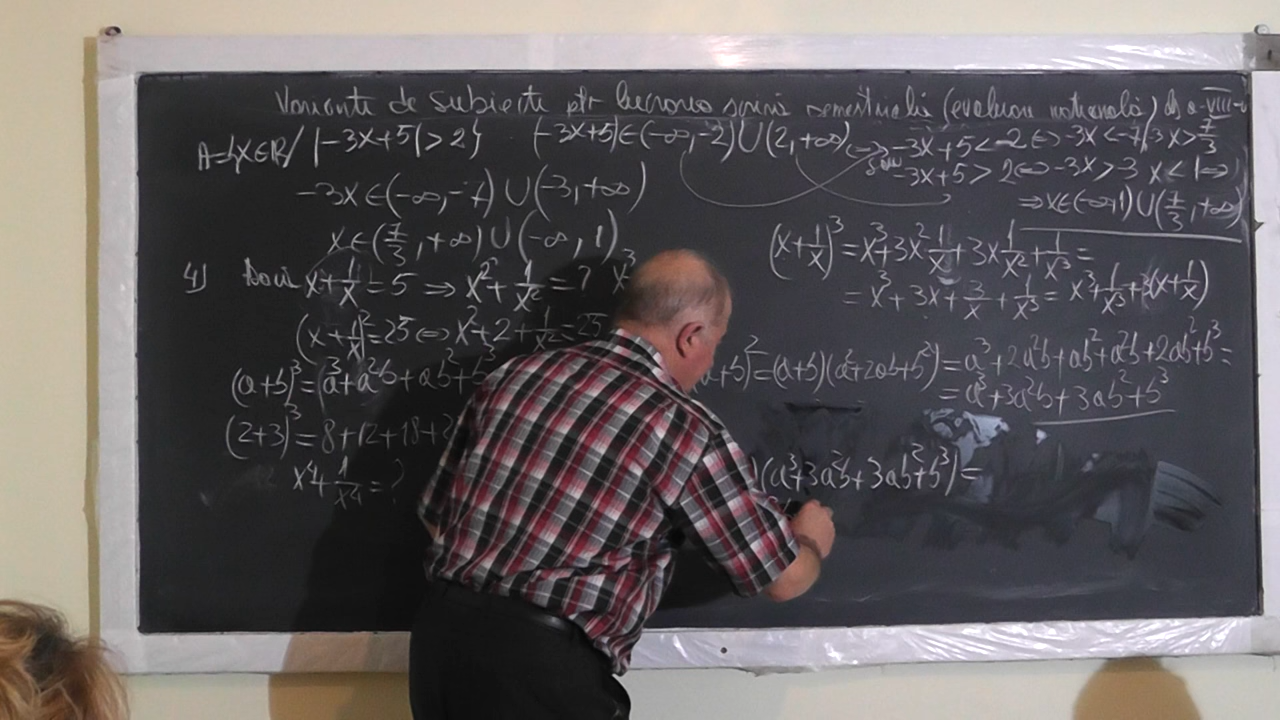 Variante de subiecte ptr lucrarea scrisă semestrială (evaluare națională) cls a-VIII-a
A={x∈R/ |-3x+5|>2}   |-3x+5|∈(-∞,-2)∪(2,+∞) ⇔ -3x+5<-2 ⇔ -3x<-7/:3 x>7/3
sau -3x+5>2 ⇔ -3x>-3 x<1 ⇒
-3x∈(-∞,-7)∪(-3,+∞)
⇒ x∈(-∞,1)∪(7/3,+∞)
x∈(7/3,+∞)∪(-∞,1)
(x+1/x)³=x³+3x²1/x+3x1/x²+1/x³=
4) Dacă x+1/x=5 ⇒ x²+1/x²=? x³
=x³+3x+3/x+1/x³=x³+1/x³+3(x+1/x)
(x+1/x)²=25 ⇔ x²+2+1/x²=25
(a+b)³=(a³+a²b+ab²+b³
a+b)²=(a+b)(a²+2ab+b²)=a³+2a²b+ab²+a²b+2ab²+b³=
=a³+3a²b+3ab²+b³
(2+3)³=8+12+18+2
x⁴+1/x⁴=?
)(a³+3a²b+3ab²+b³)=